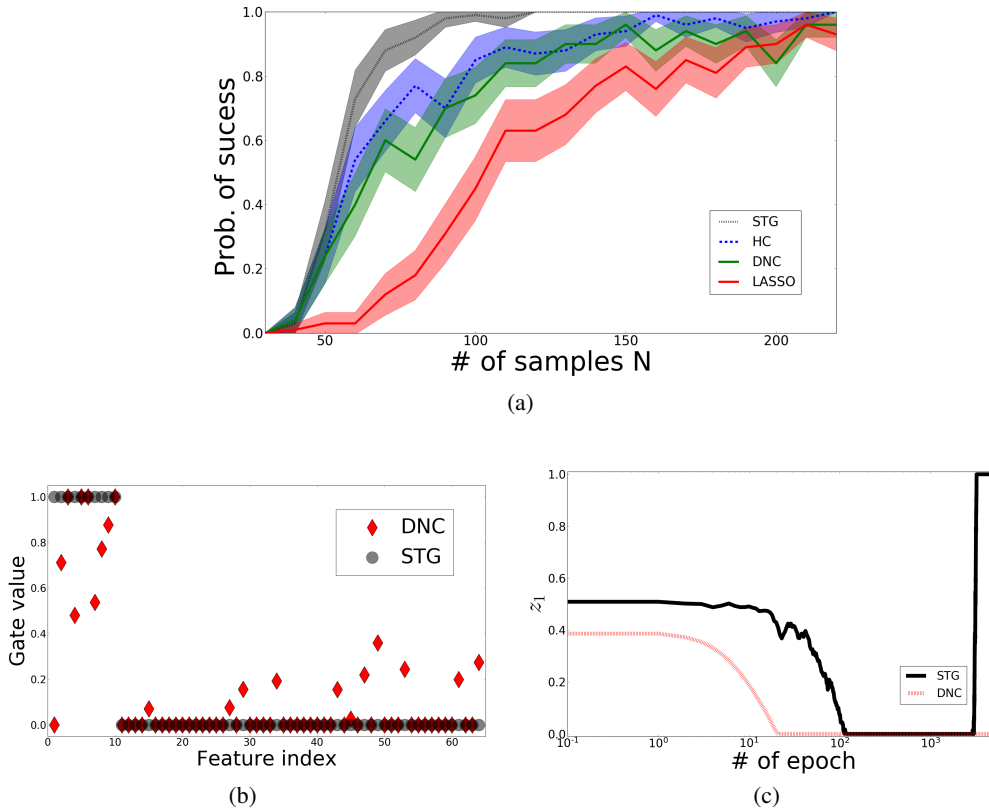 Prob. of sucess
1.0
0.8
0.6
0.4
0.2
0.0
50 100 150 200
# of samples N
STG
HC
DNC
LASSO
(a)
Gate value
1.0
0.8
0.6
0.4
0.2
0.0
0 10 20 30 40 50 60
Feature index
DNC
STG
(b)
z1
1.0
0.8
0.6
0.4
0.2
0.0
10^-1 10^0 10^1 10^2 10^3
# of epoch
STG
DNC
(c)